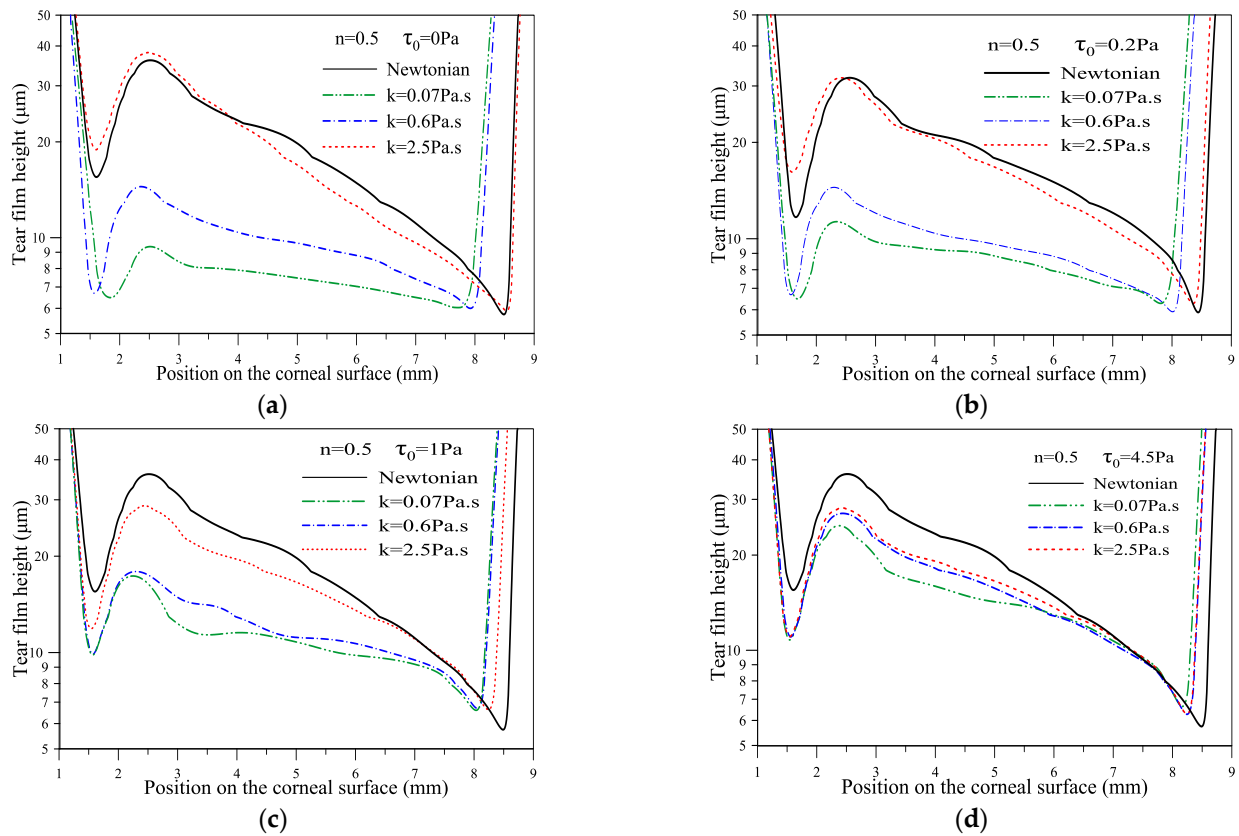 50
40
30
20
10
9
8
7
6
5
Tear film height (μm)
n=0.5 τ0=0Pa
Newtonian
k=0.07Pa.s
k=0.6Pa.s
k=2.5Pa.s
1 2 3 4 5 6 7 8 9
Position on the corneal surface (mm)
(a)
50
40
30
20
10
9
8
7
6
5
Tear film height (μm)
n=0.5 τ0=0.2Pa
Newtonian
k=0.07Pa.s
k=0.6Pa.s
k=2.5Pa.s
1 2 3 4 5 6 7 8 9
Position on the corneal surface (mm)
(b)
50
40
30
20
10
9
8
7
6
5
Tear film height (μm)
n=0.5 τ0=1Pa
Newtonian
k=0.07Pa.s
k=0.6Pa.s
k=2.5Pa.s
1 2 3 4 5 6 7 8 9
Position on the corneal surface (mm)
(c)
50
40
30
20
10
9
8
7
6
5
Tear film height (μm)
n=0.5 τ0=4.5Pa
Newtonian
k=0.07Pa.s
k=0.6Pa.s
k=2.5Pa.s
1 2 3 4 5 6 7 8 9
Position on the corneal surface (mm)
(d)